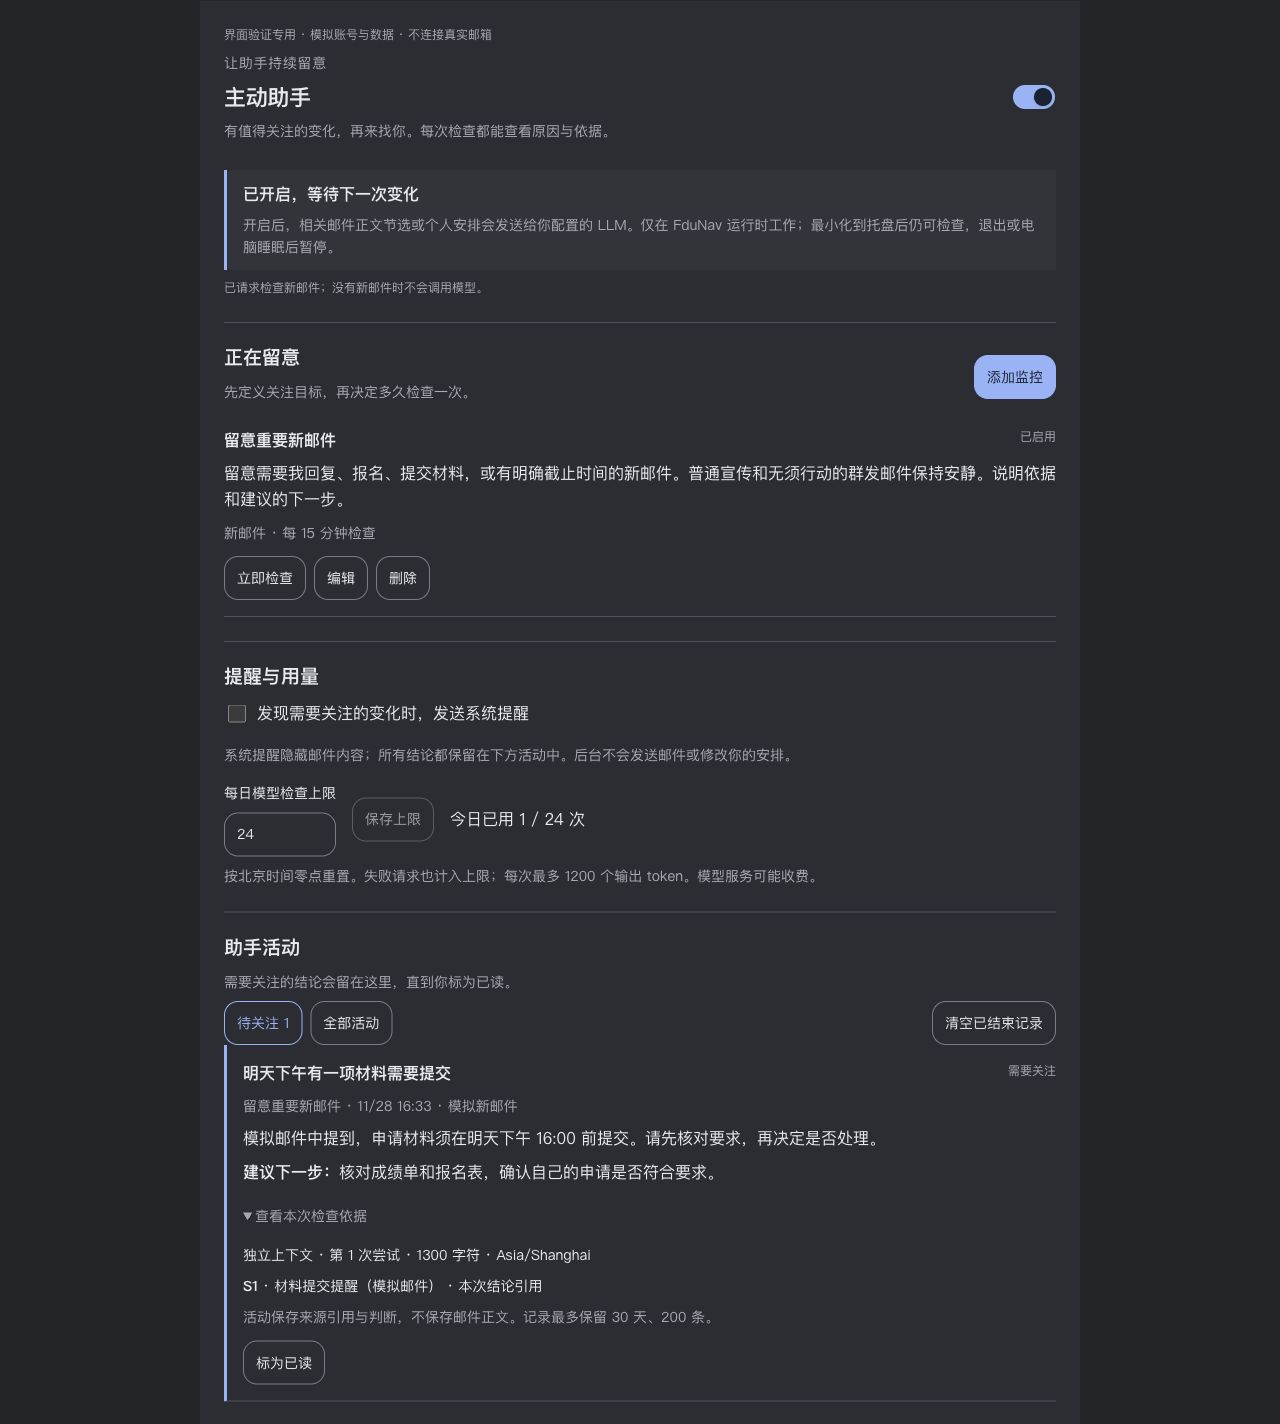 界面验证专用 · 模拟账号与数据 · 不连接真实邮箱
让助手持续留意
主动助手
有值得关注的变化，再来找你。每次检查都能查看原因与依据。
已开启，等待下一次变化
开启后，相关邮件正文节选或个人安排会发送给你配置的 LLM。仅在 FduNav 运行时工作；最小化到托盘后仍可检查，退出或电
脑睡眠后暂停。
已请求检查新邮件；没有新邮件时不会调用模型。
正在留意
先定义关注目标，再决定多久检查一次。
添加监控
留意重要新邮件
已启用
留意需要我回复、报名、提交材料，或有明确截止时间的新邮件。普通宣传和无须行动的群发邮件保持安静。说明依据
和建议的下一步。
新邮件 · 每 15 分钟检查
立即检查 编辑 删除
提醒与用量
发现需要关注的变化时，发送系统提醒
系统提醒隐藏邮件内容；所有结论都保留在下方活动中。后台不会发送邮件或修改你的安排。
每日模型检查上限
24 保存上限 今日已用 1 / 24 次
按北京时间零点重置。失败请求也计入上限；每次最多 1200 个输出 token。模型服务可能收费。
助手活动
需要关注的结论会留在这里，直到你标为已读。
待关注 1 全部活动 清空已结束记录
明天下午有一项材料需要提交
需要关注
留意重要新邮件 · 11/28 16:33 · 模拟新邮件
模拟邮件中提到，申请材料须在明天下午 16:00 前提交。请先核对要求，再决定是否处理。
建议下一步：核对成绩单和报名表，确认自己的申请是否符合要求。
▼查看本次检查依据
独立上下文 · 第 1 次尝试 · 1300 字符 · Asia/Shanghai
S1 · 材料提交提醒（模拟邮件） · 本次结论引用
活动保存来源引用与判断，不保存邮件正文。记录最多保留 30 天、200 条。
标为已读